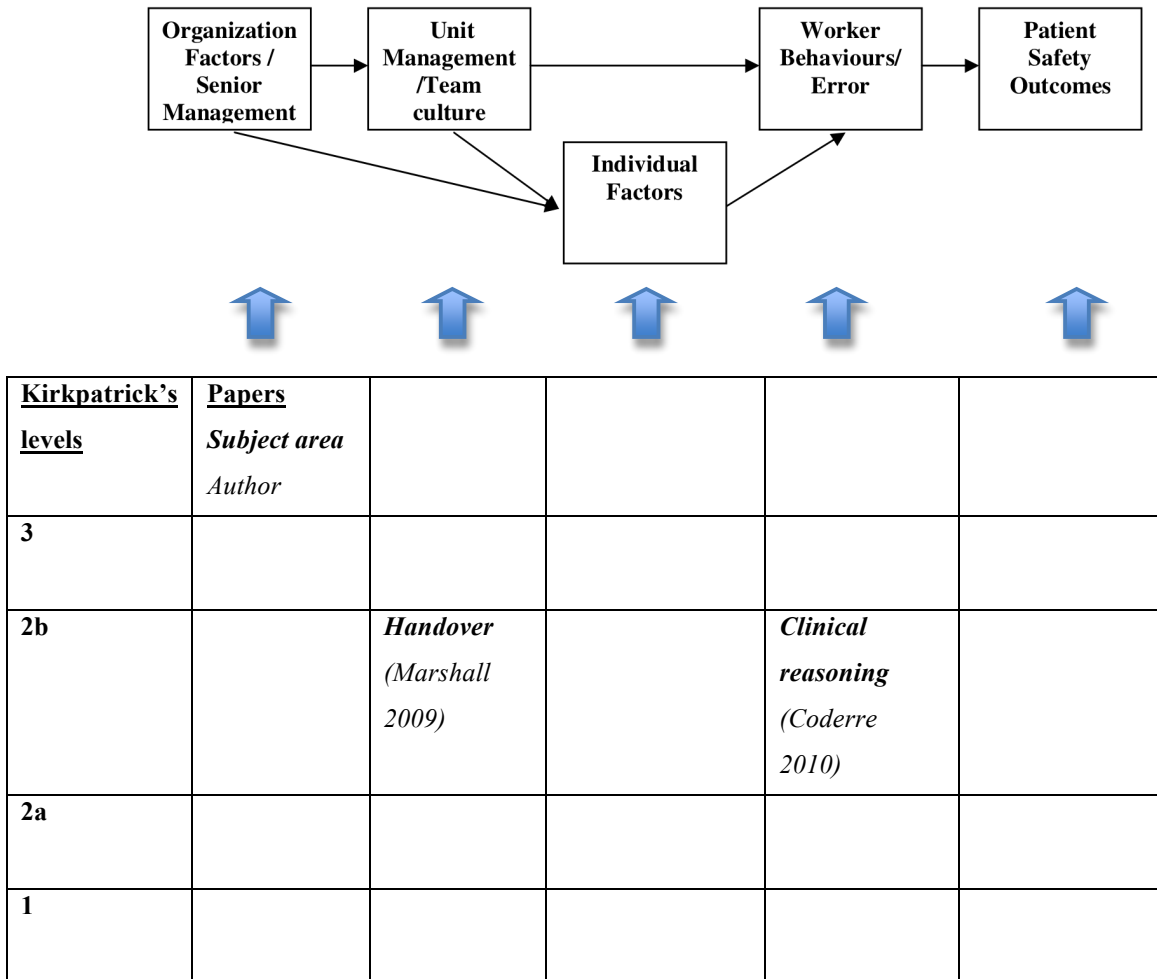 Organization
Factors /
Senior
Management
Unit
Management
/Team
culture
Worker
Behaviours/
Error
Patient
Safety
Outcomes
Individual
Factors
Kirkpatrick’s
levels
Papers
Subject area
Author
3
2b
Handover
(Marshall
2009)
Clinical
reasoning
(Coderre
2010)
2a
1